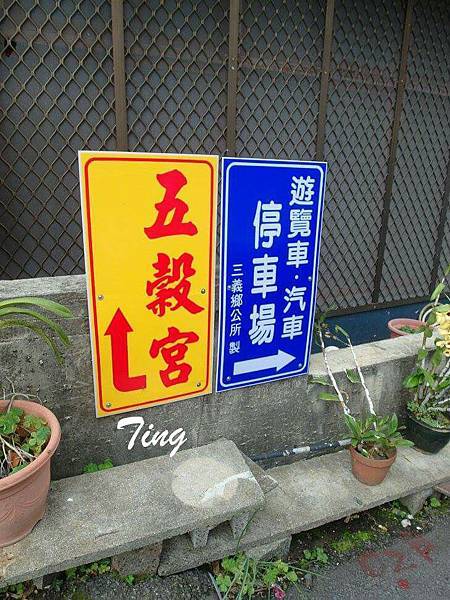 五穀宮
遊覽車·汽車
停車場
三義鄉公所 製
Ting